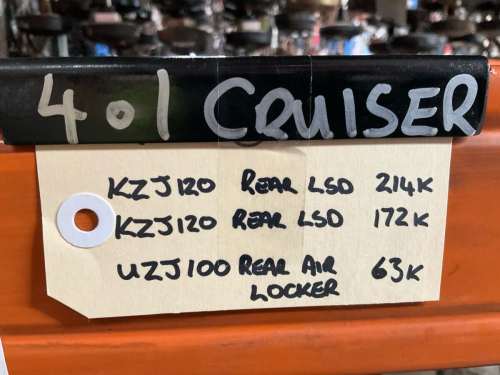 4.1 CRUISER
KZJ120 REAR LSD 214K
KZJ120 REAR LSD 172K
UZJ100 REAR AIR 63K
LOCKER